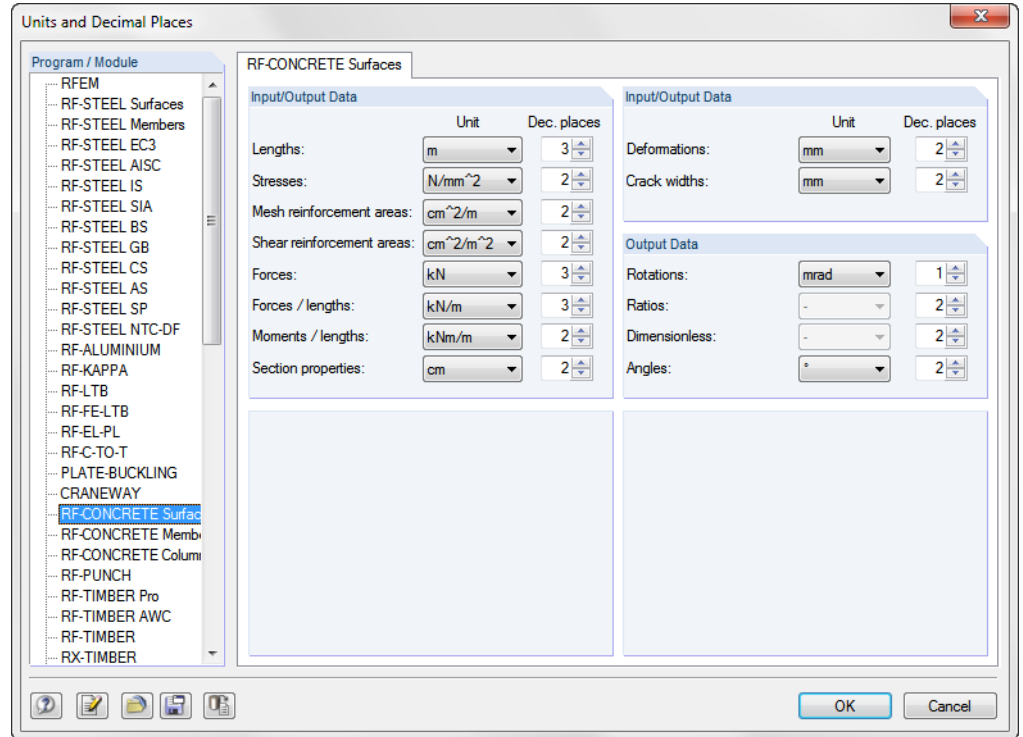 Units and Decimal Places
Program / Module
RFEM
RF-STEEL Surfaces
RF-STEEL Members
RF-STEEL EC3
RF-STEEL AISC
RF-STEEL IS
RF-STEEL SIA
RF-STEEL BS
RF-STEEL GB
RF-STEEL CS
RF-STEEL AS
RF-STEEL SP
RF-STEEL NTC-DF
RF-ALUMINIUM
RF-KAPPA
RF-LTB
RF-FE-LTB
RF-EL-PL
RF-C-TO-T
PLATE-BUCKLING
CRANEWAY
RF-CONCRETE Surfac
RF-CONCRETE Memb
RF-CONCRETE Colum
RF-PUNCH
RF-TIMBER Pro
RF-TIMBER AWC
RF-TIMBER
RX-TIMBER
RF-CONCRETE Surfaces
Input/Output Data
Unit Dec. places
Lengths: m 3
Stresses: N/mm^2 2
Mesh reinforcement areas: cm^2/m 2
Shear reinforcement areas: cm^2/m^2 2
Forces: kN 3
Forces / lengths: kN/m 3
Moments / lengths: kNm/m 2
Section properties: cm 2
Input/Output Data
Unit Dec. places
Deformations: mm 2
Crack widths: mm 2
Output Data
Rotations: mrad 1
Ratios: - 2
Dimensionless: - 2
Angles: ° 2
OK Cancel